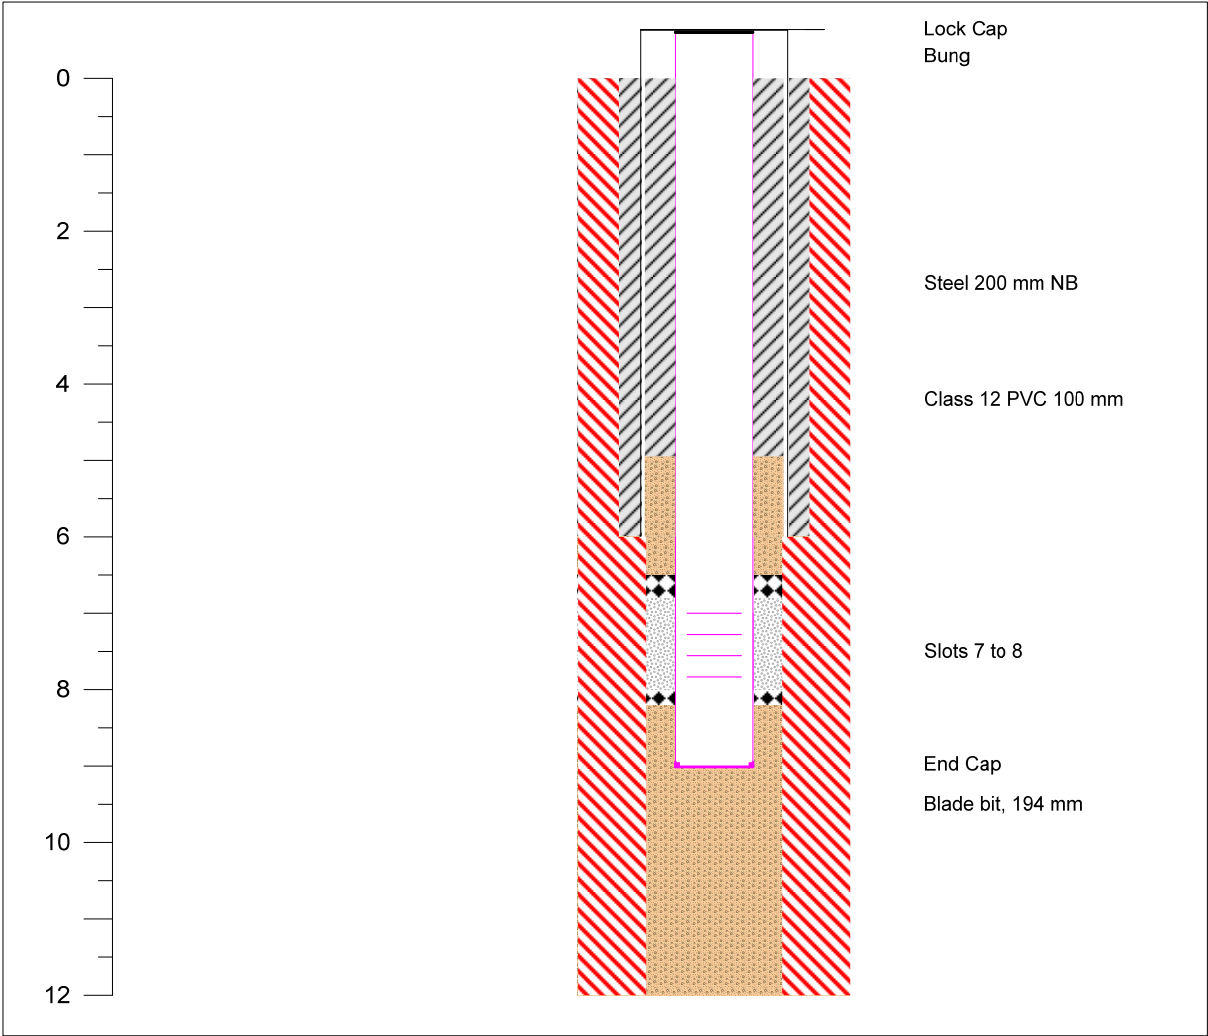 Lock Cap
Bung
0
2
Steel 200 mm NB
4
Class 12 PVC 100 mm
6
Slots 7 to 8
8
End Cap
Blade bit, 194 mm
10
12